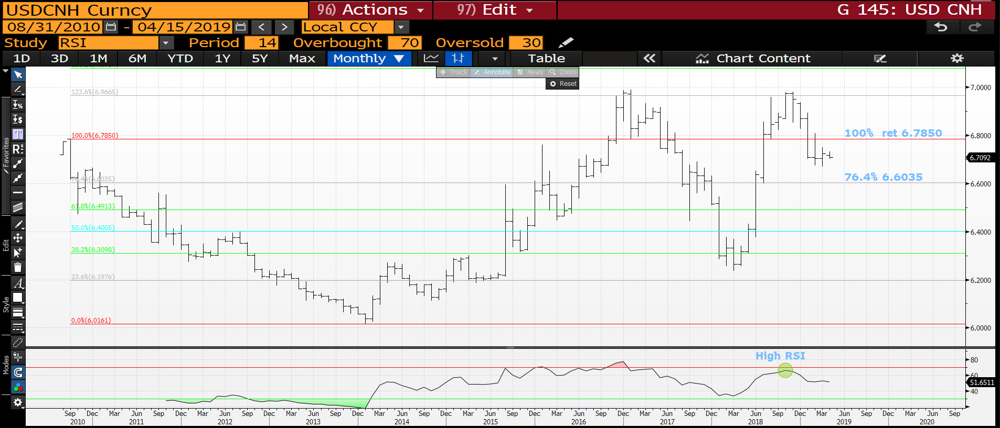 USDCNH Curncy 96) Actions 97) Edit G 145: USD CNH
08/31/2010 - 04/15/2019 < > Local CCY
Study RSI Period 14 Overbought 70 Oversold 30
1D 3D 1M 6M YTD 1Y 5Y Max Monthly ▼ Table « Chart Content
Track Annotate News Zoom
Reset
Favorites
Edit
Style
Modes
123.6%(6.9665)
100.0%(6.7850)
76.4%(6.6035)
61.8%(6.4913)
50.0%(6.4005)
38.2%(6.3098)
23.6%(6.1976)
0.0%(6.0161)
100% ret 6.7850
76.4% 6.6035
7.0000
6.8000
6.7092
6.6000
6.4000
6.2000
6.0000
High RSI
80
60
51.6511
40
Sep Dec Mar Jun Sep Dec Mar Jun Sep Dec Mar Jun Sep Dec Mar Jun Sep Dec Mar Jun Sep Dec Mar Jun Sep Dec Mar Jun Sep Dec Mar Jun Sep Dec Mar Jun Sep Dec Mar Jun Sep
2010 2011 2012 2013 2014 2015 2016 2017 2018 2019 2020